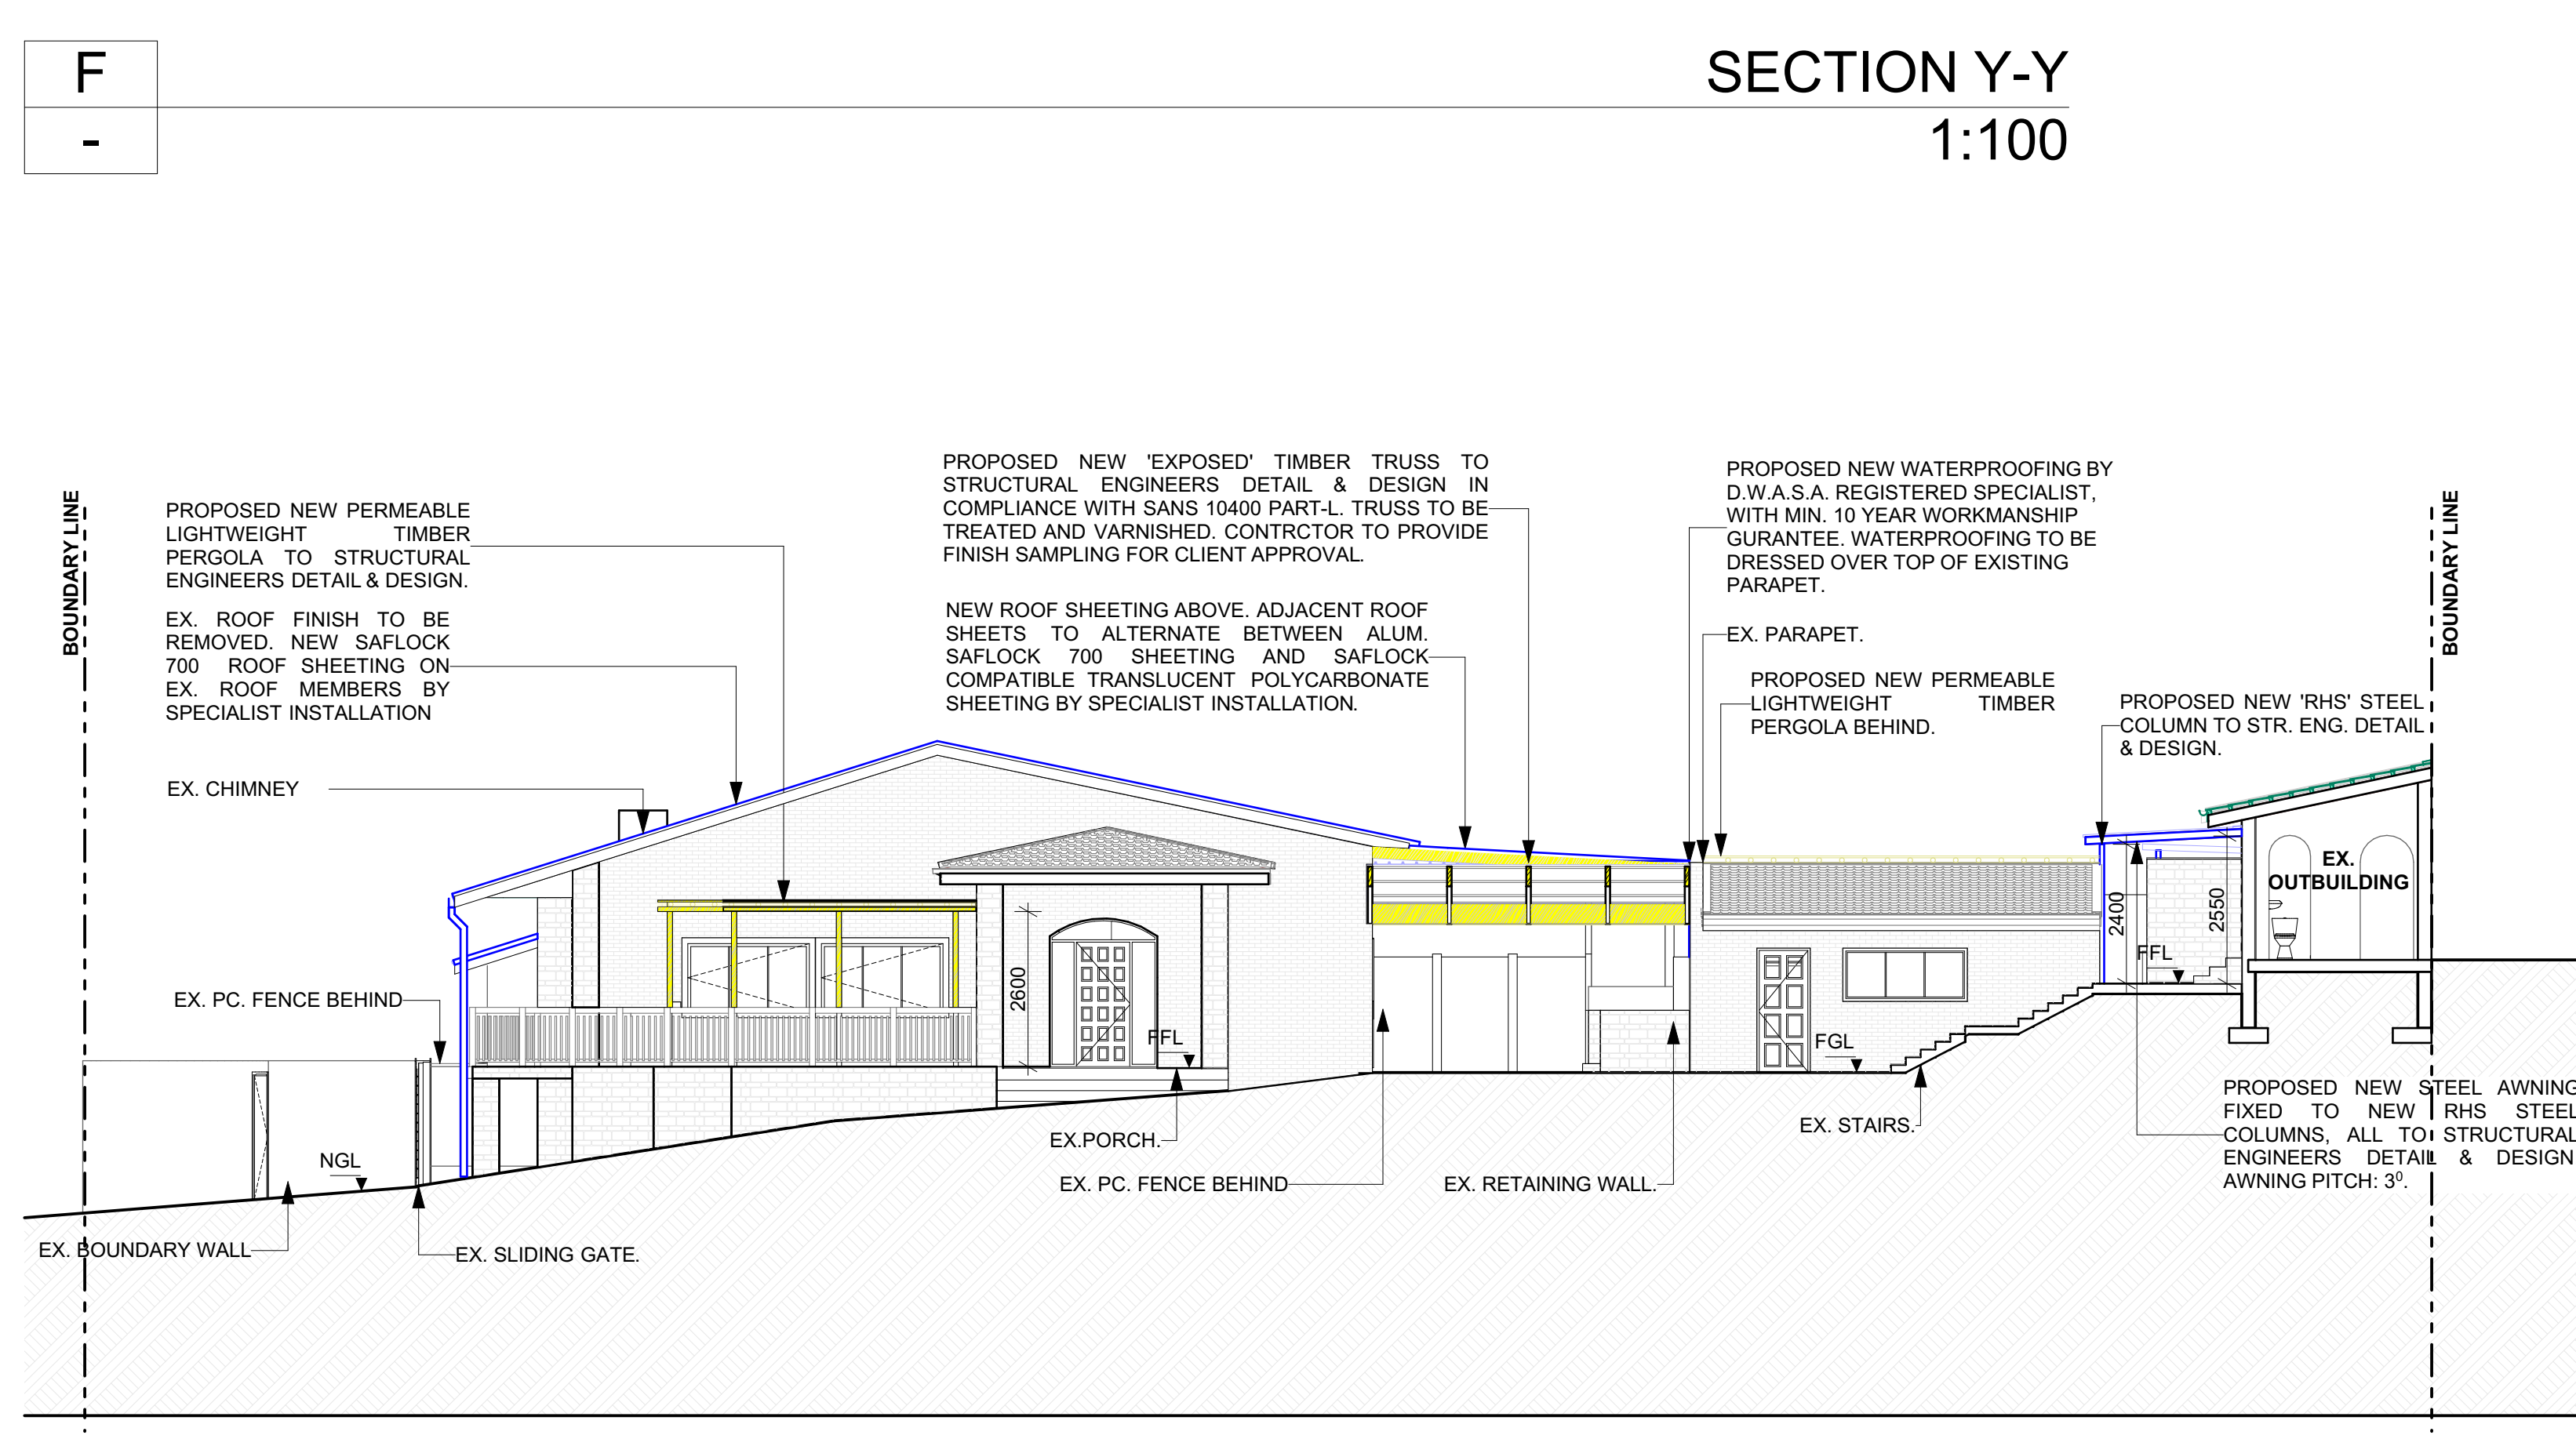 F
-
SECTION Y-Y
1:100
BOUNDARY LINE
PROPOSED NEW PERMEABLE
LIGHTWEIGHT TIMBER
PERGOLA TO STRUCTURAL
ENGINEERS DETAIL & DESIGN.
EX. ROOF FINISH TO BE
REMOVED. NEW SAFLOCK
700 ROOF SHEETING ON
EX. ROOF MEMBERS BY
SPECIALIST INSTALLATION
EX. CHIMNEY
EX. PC. FENCE BEHIND
PROPOSED NEW 'EXPOSED' TIMBER TRUSS TO
STRUCTURAL ENGINEERS DETAIL & DESIGN IN
COMPLIANCE WITH SANS 10400 PART-L. TRUSS TO BE
TREATED AND VARNISHED. CONTRCTOR TO PROVIDE
FINISH SAMPLING FOR CLIENT APPROVAL.
NEW ROOF SHEETING ABOVE. ADJACENT ROOF
SHEETS TO ALTERNATE BETWEEN ALUM.
SAFLOCK 700 SHEETING AND SAFLOCK
COMPATIBLE TRANSLUCENT POLYCARBONATE
SHEETING BY SPECIALIST INSTALLATION.
PROPOSED NEW WATERPROOFING BY
D.W.A.S.A. REGISTERED SPECIALIST,
WITH MIN. 10 YEAR WORKMANSHIP
GURANTEE. WATERPROOFING TO BE
DRESSED OVER TOP OF EXISTING
PARAPET.
EX. PARAPET.
PROPOSED NEW PERMEABLE
LIGHTWEIGHT TIMBER
PERGOLA BEHIND.
PROPOSED NEW 'RHS' STEEL
COLUMN TO STR. ENG. DETAIL
& DESIGN.
BOUNDARY LINE
EX.
OUTBUILDING
2400
2550
FFL
2600
FFL
FGL
NGL
EX. BOUNDARY WALL
EX. SLIDING GATE.
EX.PORCH.
EX. PC. FENCE BEHIND
EX. RETAINING WALL.
EX. STAIRS.
PROPOSED NEW STEEL AWNING
FIXED TO NEW RHS STEEL
COLUMNS, ALL TO STRUCTURAL
ENGINEERS DETAIL & DESIGN
AWNING PITCH: 3⁰.